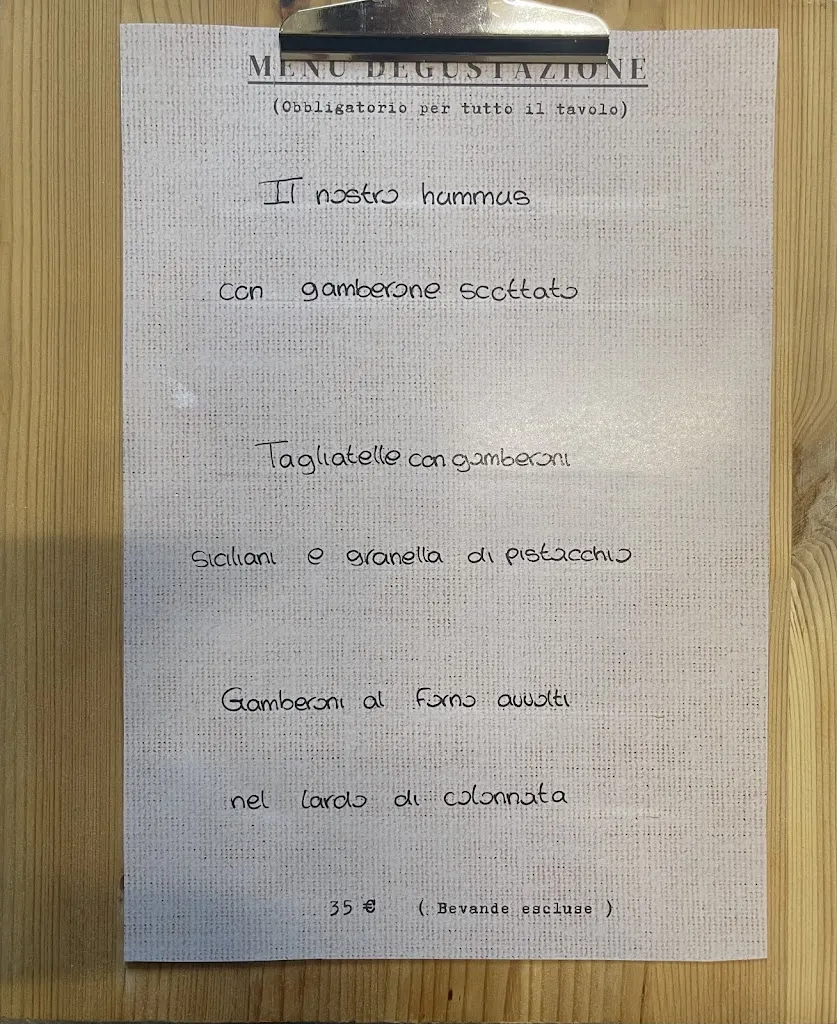 MENU DEGUSTAZIONE
(Obbligatorio per tutto il tavolo)
Il nostro hummus
con gamberone scottato
Tagliatelle con gamberoni
siciliani e granella di pistacchio
Gamberoni al forno avvolti
nel lardo di colonnata
35 € ( Bevande escluse )